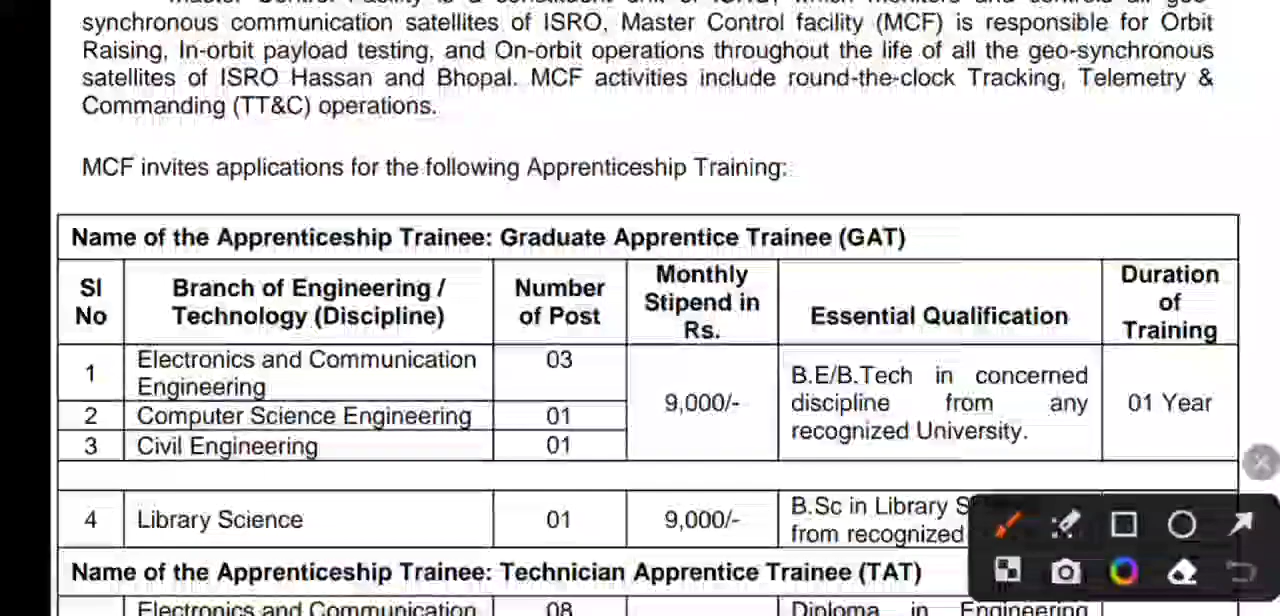 synchronous communication satellites of ISRO, Master Control facility (MCF) is responsible for Orbit
Raising, In-orbit payload testing, and On-orbit operations throughout the life of all the geo-synchronous
satellites of ISRO Hassan and Bhopal. MCF activities include round-the-clock Tracking, Telemetry &
Commanding (TT&C) operations.
MCF invites applications for the following Apprenticeship Training:
Name of the Apprenticeship Trainee: Graduate Apprentice Trainee (GAT)
Sl No
Branch of Engineering / Technology (Discipline)
Number of Post
Monthly Stipend in Rs.
Essential Qualification
Duration of Training
1
Electronics and Communication Engineering
03
9,000/-
B.E/B.Tech in concerned discipline from any recognized University.
01 Year
2
Computer Science Engineering
01
3
Civil Engineering
01
4
Library Science
01
9,000/-
B.Sc in Library
from recognized
Name of the Apprenticeship Trainee: Technician Apprentice Trainee (TAT)
Electronics and Communication
08
Diploma in Engineering